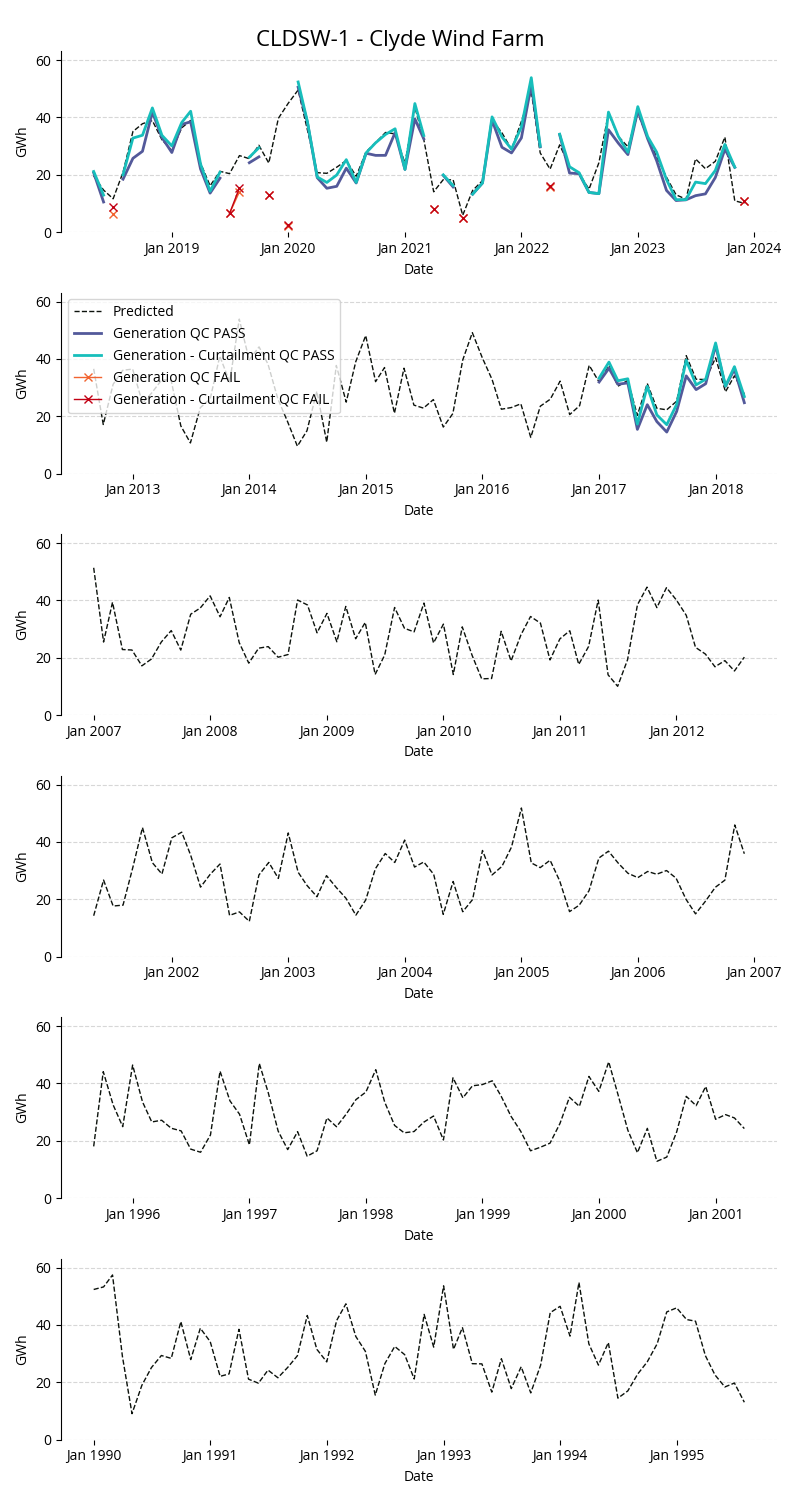 CLDSW-1 - Clyde Wind Farm
60
40
20
0
GWh
Jan 2019
Jan 2020
Jan 2021
Jan 2022
Jan 2023
Jan 2024
Date
60
40
20
0
GWh
Predicted
Generation QC PASS
Generation - Curtailment QC PASS
Generation QC FAIL
Generation - Curtailment QC FAIL
Jan 2013
Jan 2014
Jan 2015
Jan 2016
Jan 2017
Jan 2018
Date
60
40
20
0
GWh
Jan 2007
Jan 2008
Jan 2009
Jan 2010
Jan 2011
Jan 2012
Date
60
40
20
0
GWh
Jan 2002
Jan 2003
Jan 2004
Jan 2005
Jan 2006
Jan 2007
Date
60
40
20
0
GWh
Jan 1996
Jan 1997
Jan 1998
Jan 1999
Jan 2000
Jan 2001
Date
60
40
20
0
GWh
Jan 1990
Jan 1991
Jan 1992
Jan 1993
Jan 1994
Jan 1995
Date